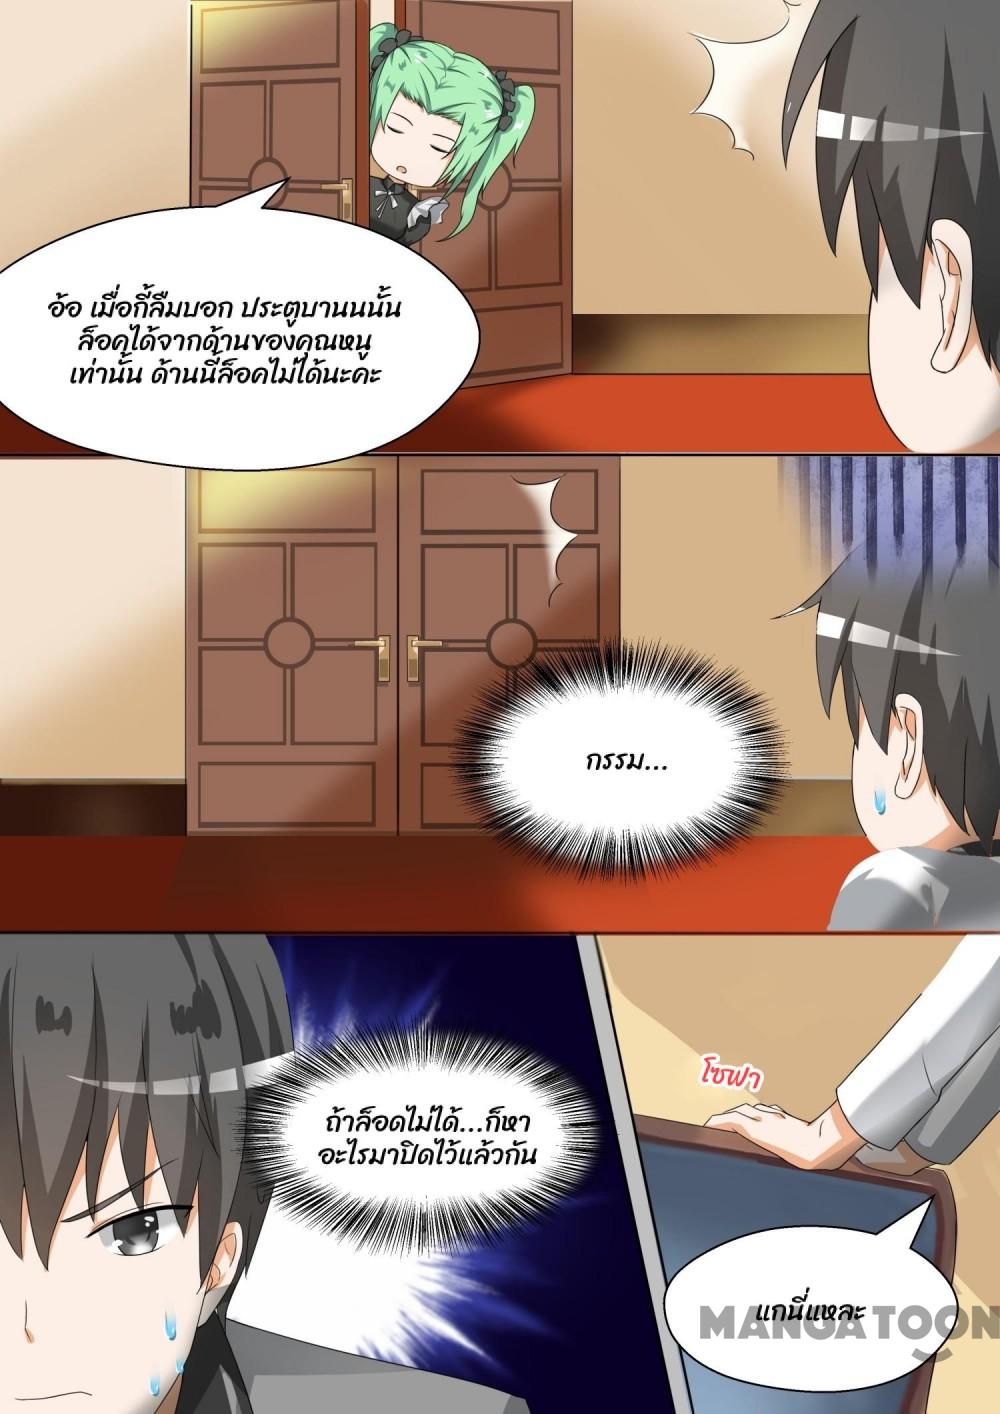 อ้อ เมื่อกี้ลืมบอก ประตูบานนนั้น
ล็อคได้จากด้านของคุณหนู
เท่านั้น ด้านนี้ล็อคไม่ได้นะคะ
กรรม...
ถ้าล็อดไม่ได้...ก็หา
อะไรมาปิดไว้แล้วกัน
โซฟา
แกนี่แหละ
MANGATOON